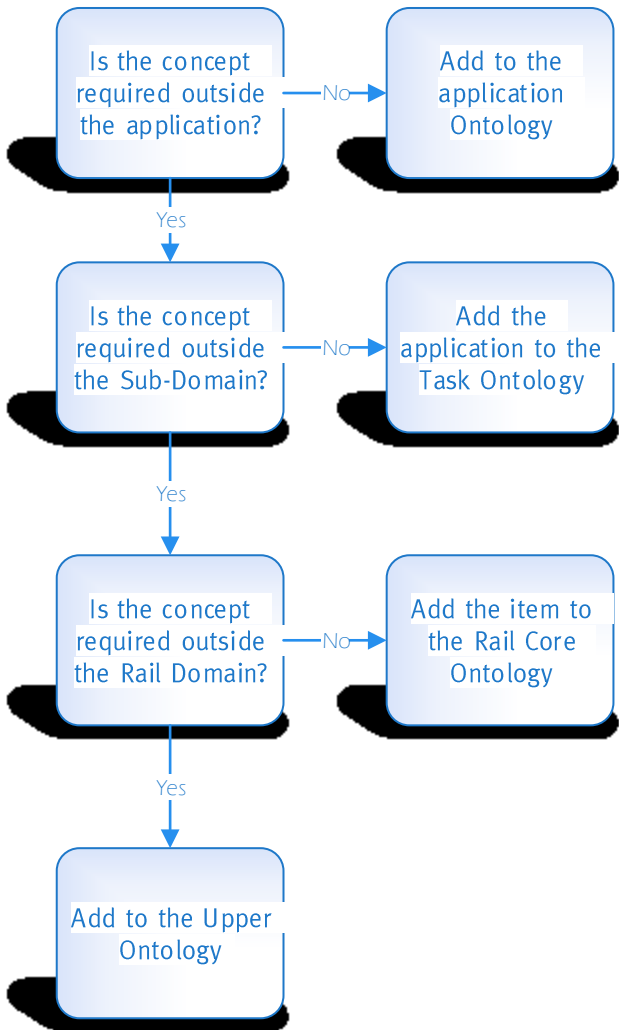 Is the concept
required outside
the application?
No
Add to the
application
Ontology
Yes
Is the concept
required outside
the Sub-Domain?
No
Add the
application to the
Task Ontology
Yes
Is the concept
required outside
the Rail Domain?
No
Add the item to
the Rail Core
Ontology
Yes
Add to the Upper
Ontology